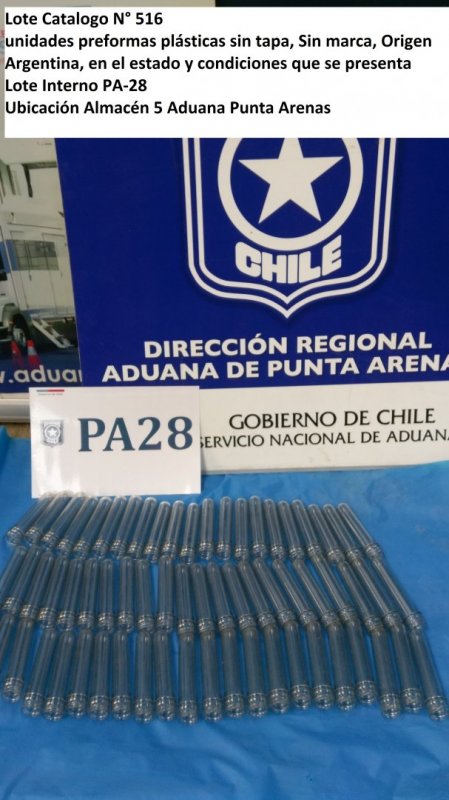 Lote Catalogo N° 516
unidades preformas plásticas sin tapa, Sin marca, Origen
Argentina, en el estado y condiciones que se presenta
Lote Interno PA-28
Ubicación Almacén 5 Aduana Punta Arenas
CHILE
DIRECCIÓN REGIONAL
ADUANA DE PUNTA ARENA
.aduan
PA28
GOBIERNO DE CHILE
SERVICIO NACIONAL DE ADUANA